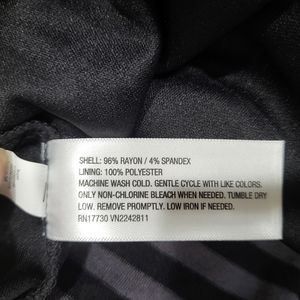 SHELL: 96% RAYON / 4% SPANDEX
LINING: 100% POLYESTER
MACHINE WASH COLD. GENTLE CYCLE WITH LIKE COLORS.
ONLY NON-CHLORINE BLEACH WHEN NEEDED. TUMBLE DRY
LOW. REMOVE PROMPTLY. LOW IRON IF NEEDED.
RN17730 VN2242811